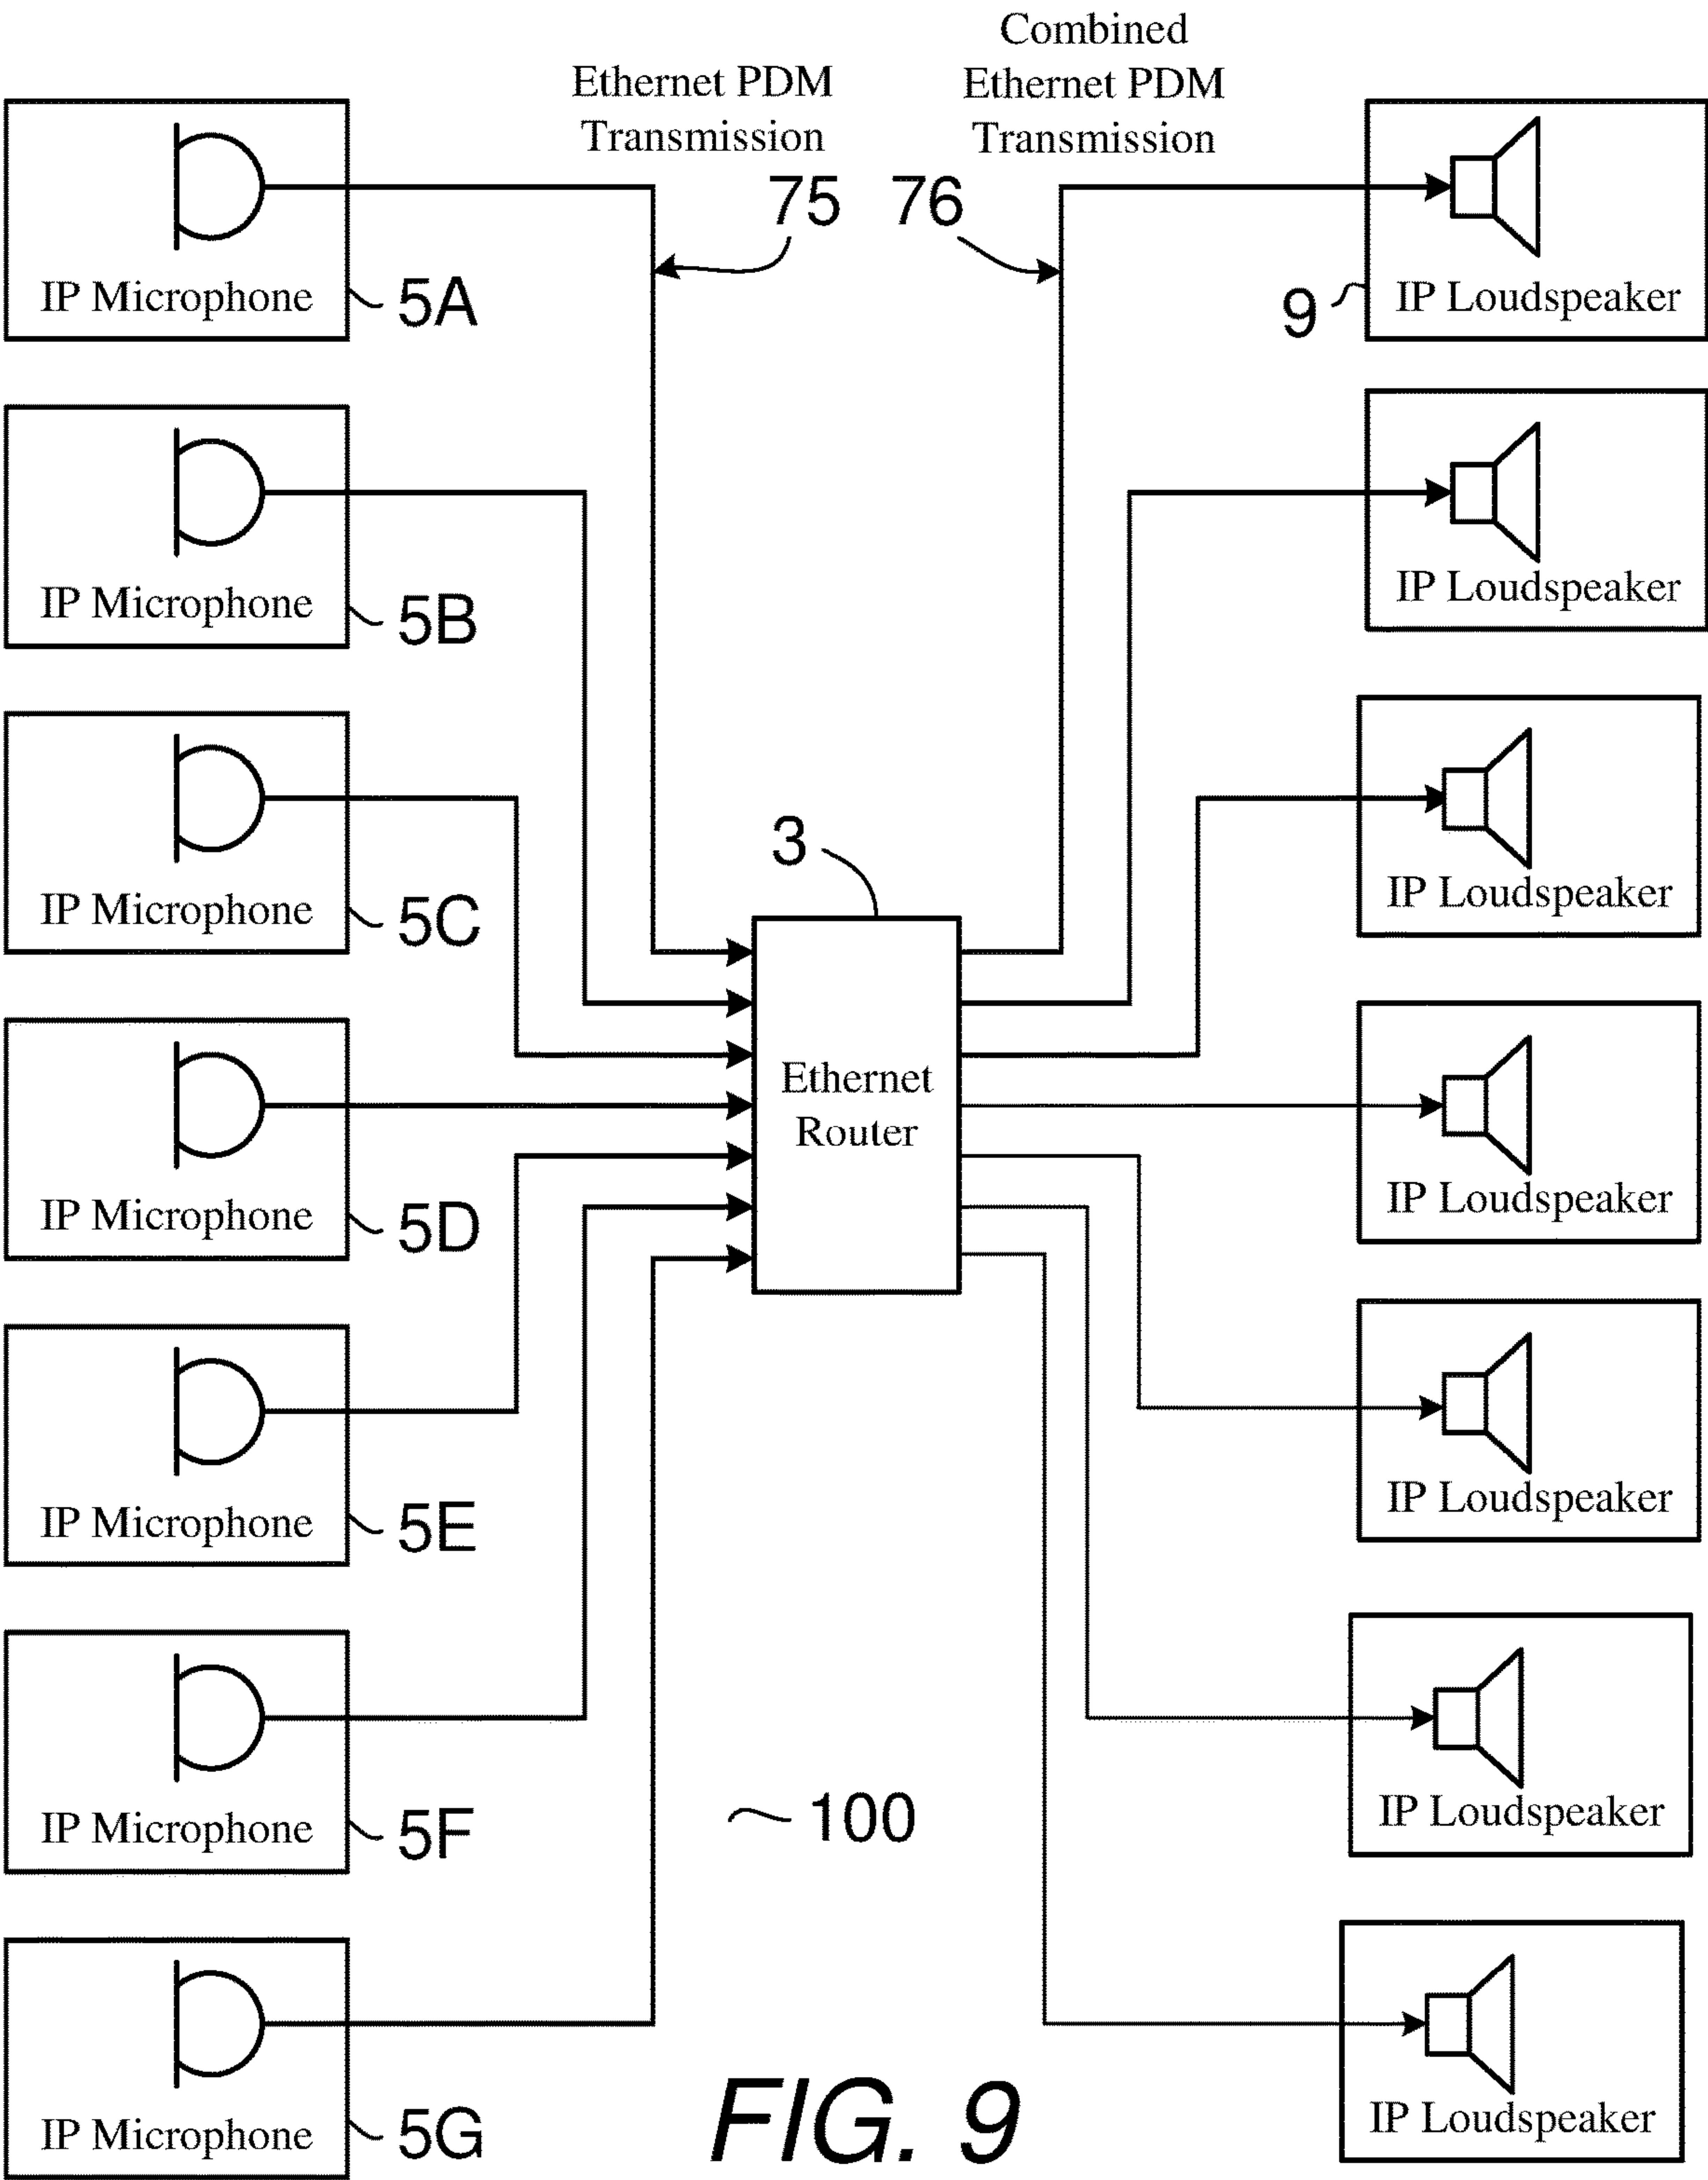 Combined
Ethernet PDM
Transmission
Ethernet PDM
Transmission
75
76
IP Microphone
5A
9
IP Loudspeaker
IP Microphone
5B
IP Loudspeaker
3
IP Microphone
5C
IP Loudspeaker
Ethernet
Router
IP Microphone
5D
IP Loudspeaker
IP Microphone
5E
IP Loudspeaker
IP Microphone
5F
100
IP Loudspeaker
IP Microphone
5G
IP Loudspeaker
FIG. 9